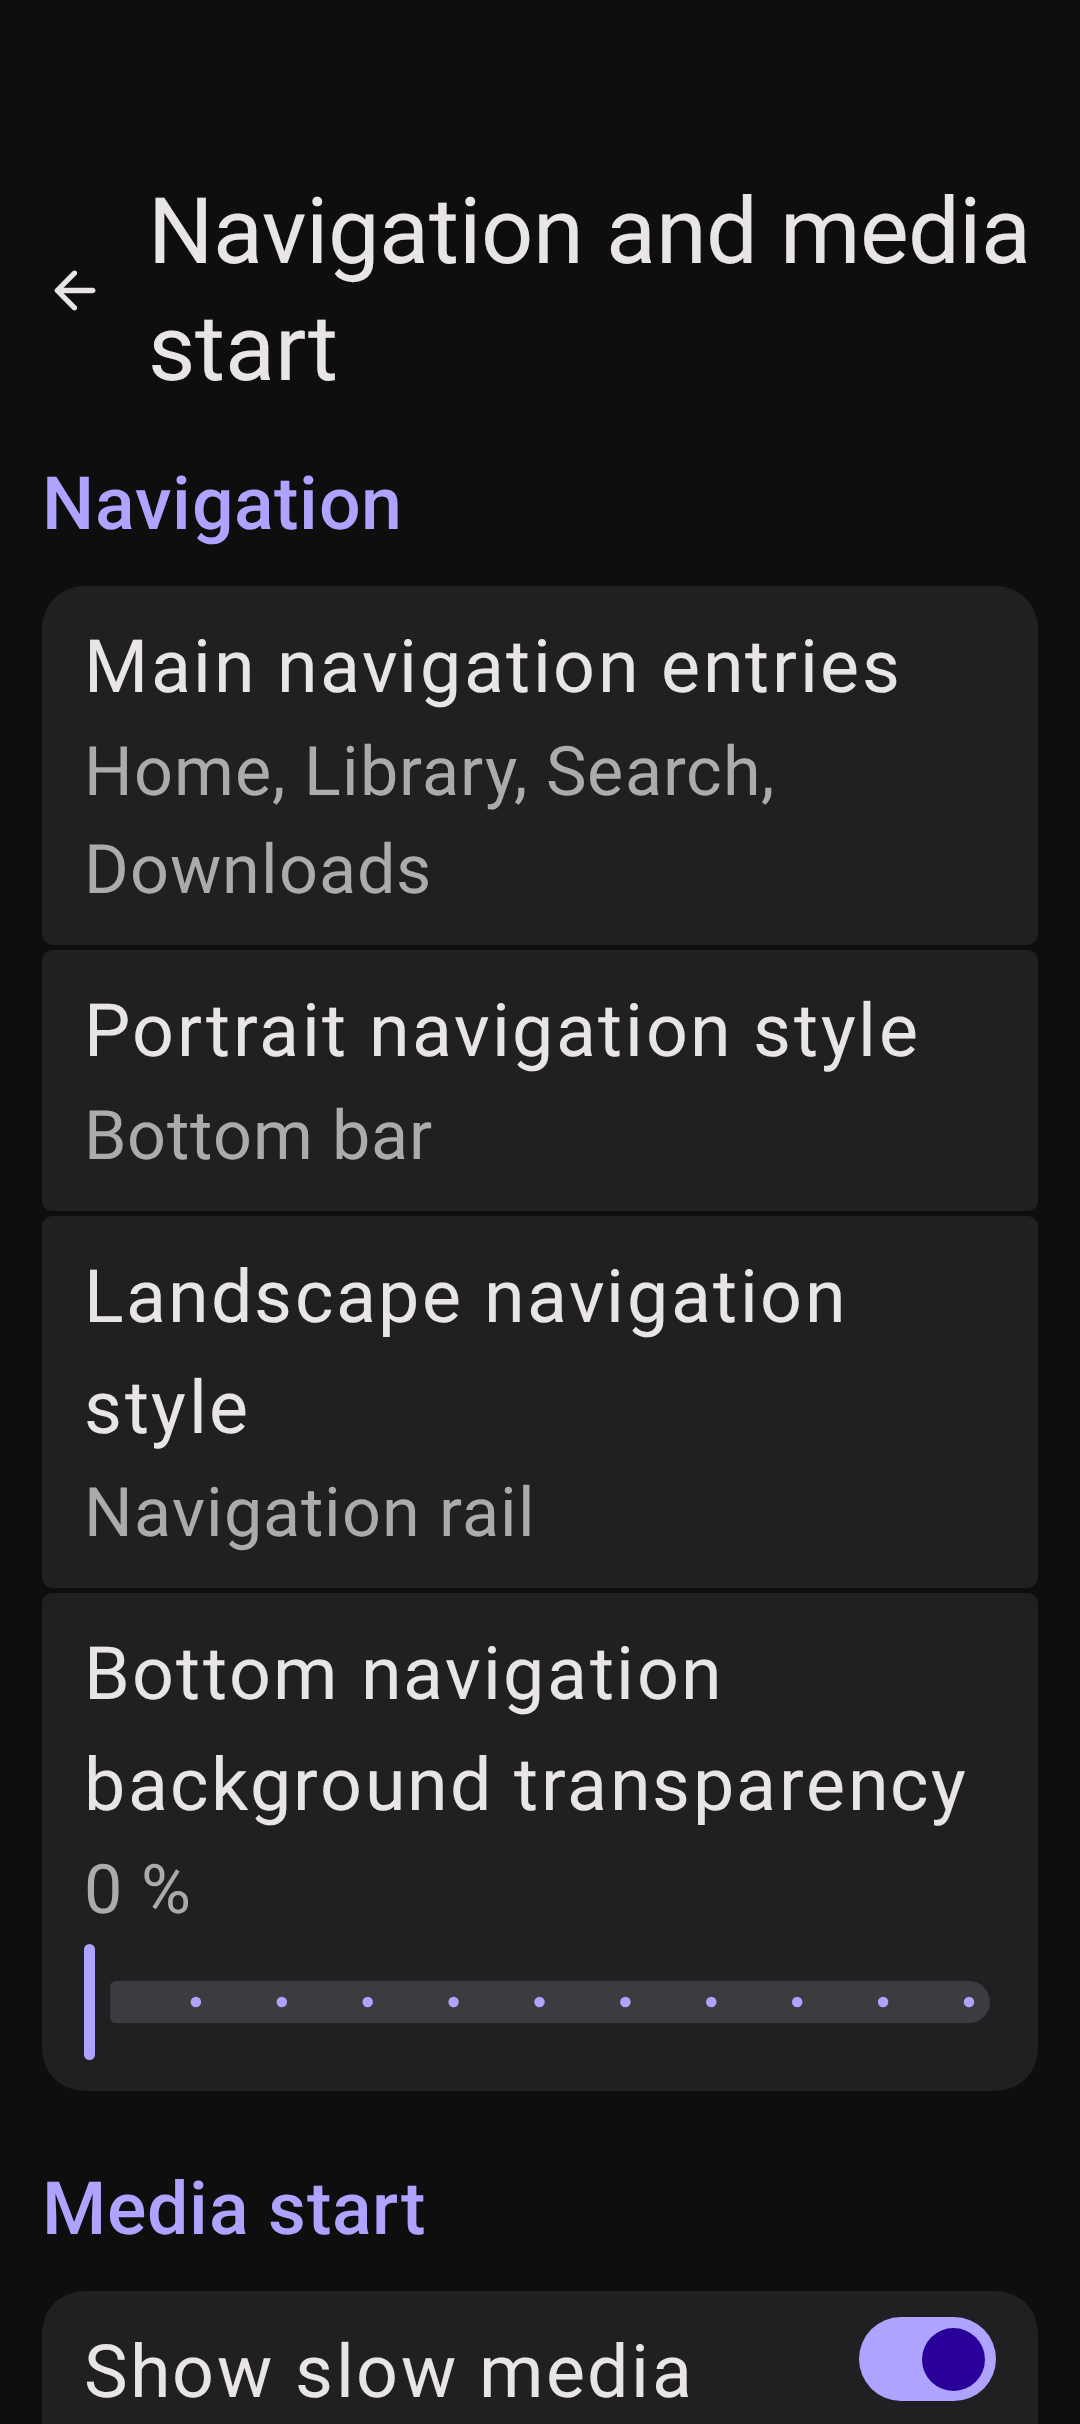 Navigation and media
start
Navigation
Main navigation entries
Home, Library, Search,
Downloads
Portrait navigation style
Bottom bar
Landscape navigation
style
Navigation rail
Bottom navigation
background transparency
0 %
Media start
Show slow media